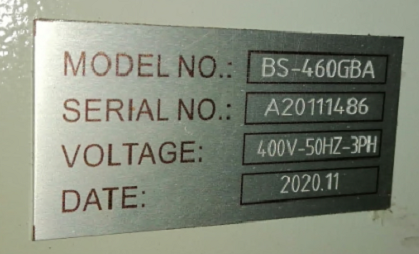 MODEL NO.: BS-460GBA
SERIAL NO.: A20111486
VOLTAGE: 400V-50HZ-3PH
DATE: 2020.11